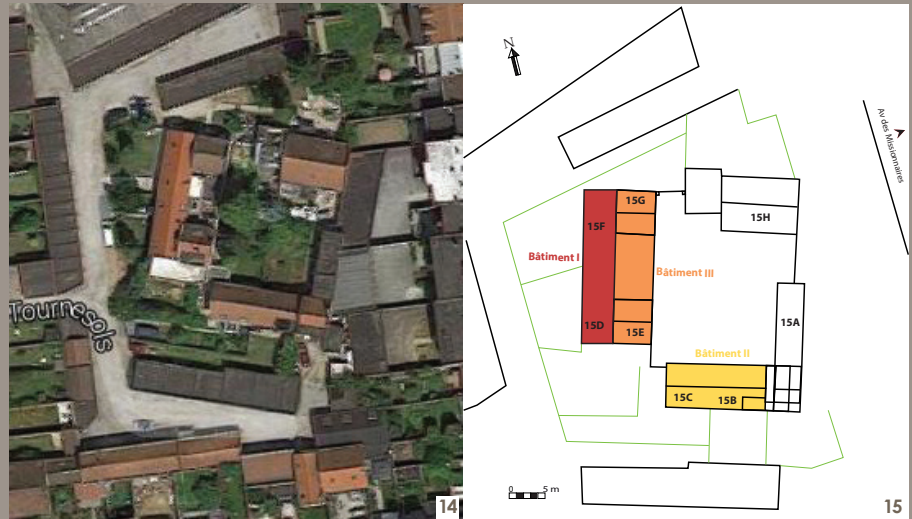 Tournesols
14
N
Av des Missionnaires
15G
15F
15H
Bâtiment I
Bâtiment III
15D
15E
15A
Bâtiment II
15C
15B
0 5 m
15